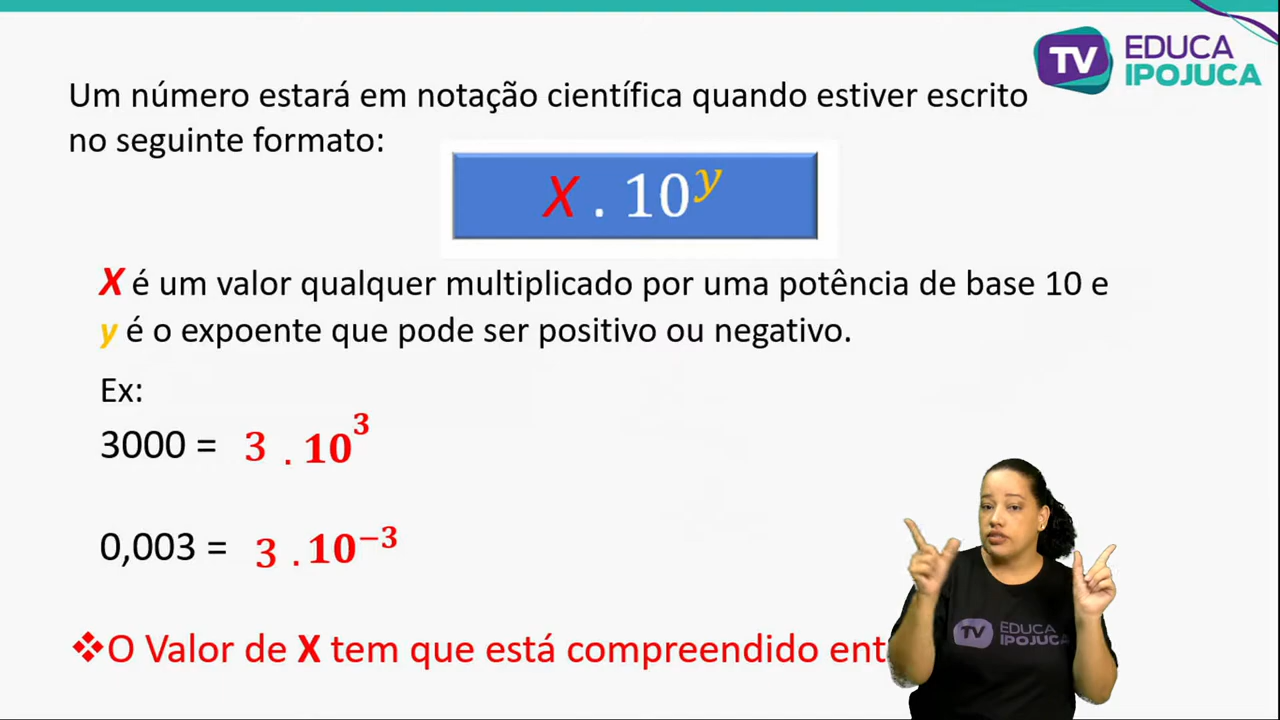 TV EDUCA
IPOJUCA
Um número estará em notação científica quando estiver escrito
no seguinte formato:
X . 10^y
X é um valor qualquer multiplicado por uma potência de base 10 e
y é o expoente que pode ser positivo ou negativo.
Ex:
3000 = 3 . 10^3
0,003 = 3 . 10^−3
❖O Valor de X tem que está compreendido ent
TV EDUCA
IPOJUCA